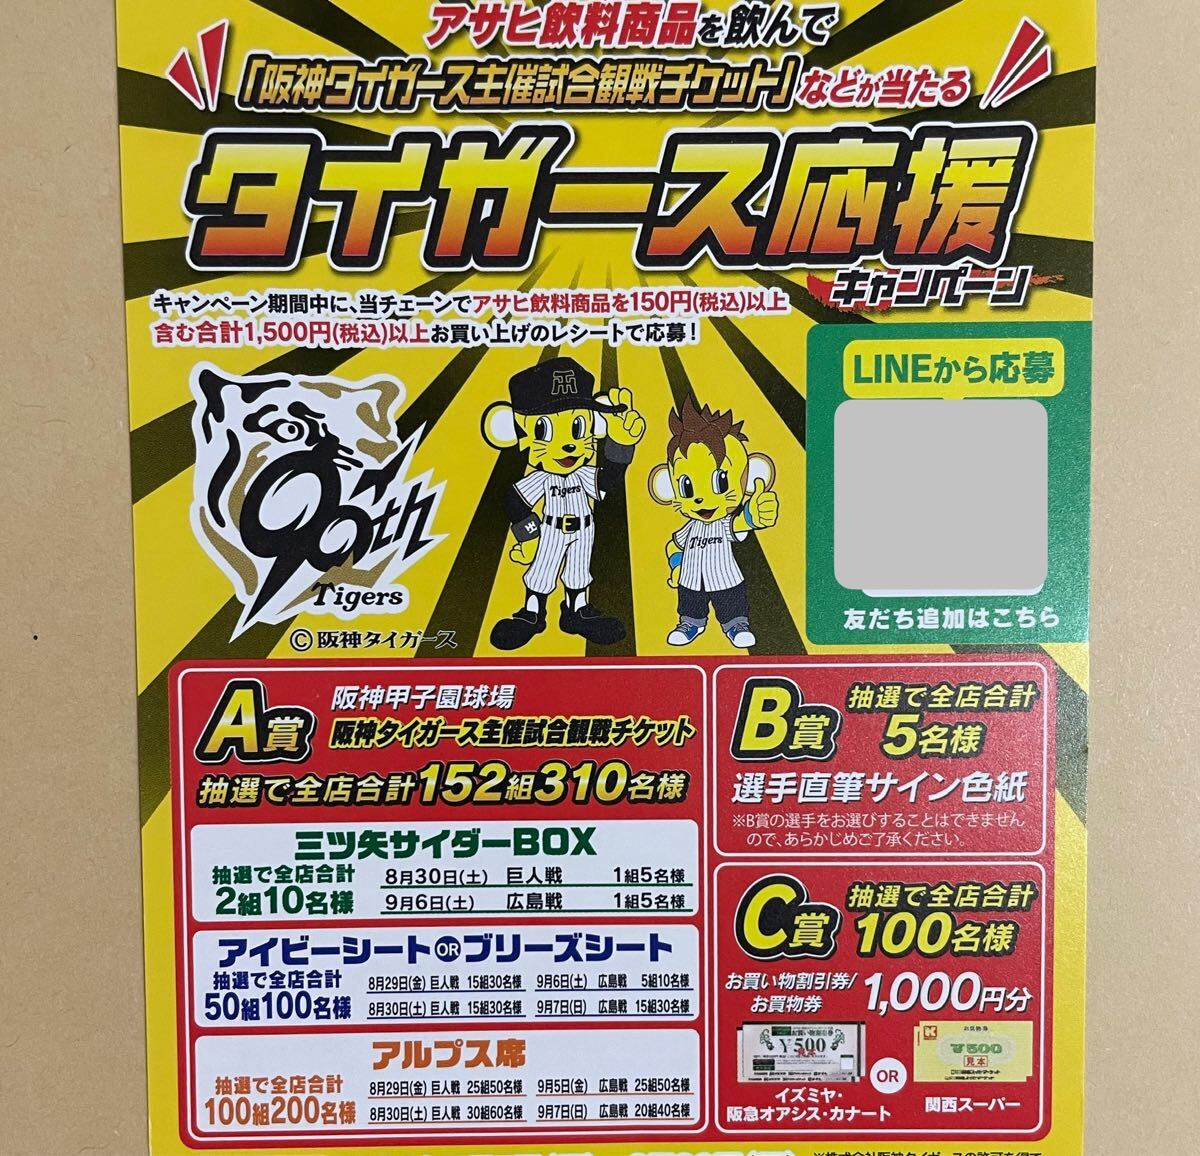 アサヒ飲料商品を飲んで
「阪神タイガース主催試合観戦チケット」などが当たる
タイガース応援
キャンペーン
キャンペーン期間中に、当チェーンでアサヒ飲料商品を150円(税込)以上
含む合計1,500円(税込)以上お買い上げのレシートで応募!
LINEから応募
友だち追加はこちら
90th
Tigers
©阪神タイガース
Tigers
Tigers
A賞
阪神甲子園球場
阪神タイガース主催試合観戦チケット
抽選で全店合計152組310名様
三ツ矢サイダーBOX
抽選で全店合計
2組10名様
8月30日(土) 巨人戦 1組5名様
9月6日(土) 広島戦 1組5名様
アイビーシートORブリーズシート
抽選で全店合計
50組100名様
8月29日(金) 巨人戦 15組30名様 9月6日(土) 広島戦 5組10名様
8月30日(土) 巨人戦 15組30名様 9月7日(日) 広島戦 15組30名様
アルプス席
抽選で全店合計
100組200名様
8月29日(金) 巨人戦 25組50名様 9月5日(金) 広島戦 25組50名様
8月30日(土) 巨人戦 30組60名様 9月7日(日) 広島戦 20組40名様
B賞
抽選で全店合計
5名様
選手直筆サイン色紙
※B賞の選手をお選びすることはできません
ので、あらかじめご了承ください。
C賞
抽選で全店合計
100名様
お買い物割引券/
お買物券
1,000円分
お買い物割引券
¥500
OR
お買物券
¥500
見本
イズミヤ・
阪急オアシス・カナート
関西スーパー